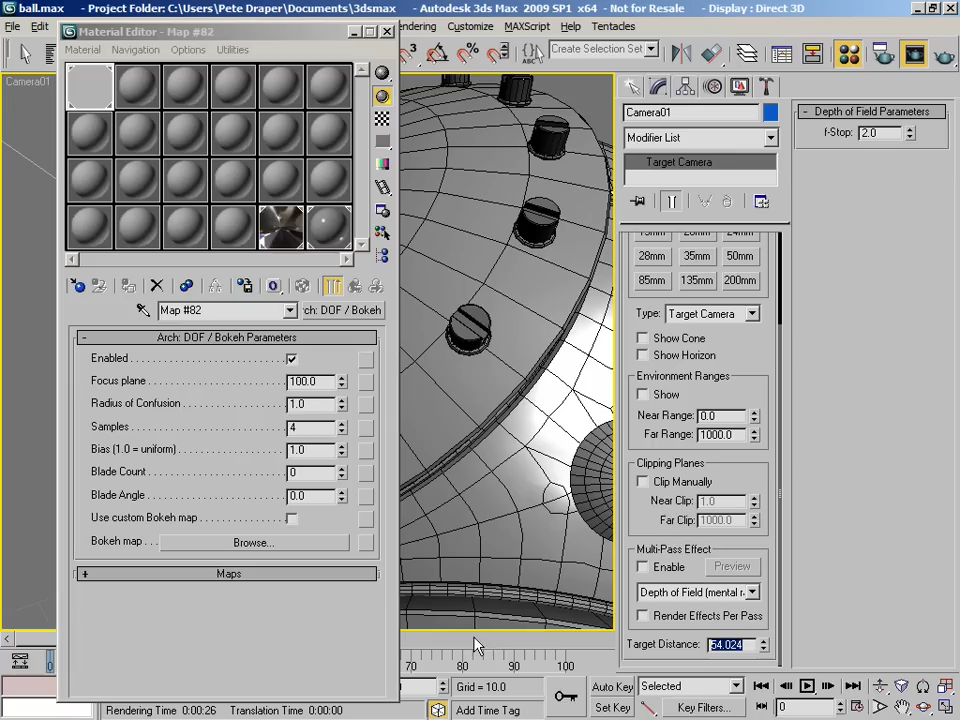 ball.max - Project Folder: C:\Users\Pete Draper\Documents\3dsmax - Autodesk 3ds Max 2009 SP1 x64 - Not for Resale - Display : Direct 3D
File Edit
Customize MAXScript Help Tentacles
Material Editor - Map #82
Material Navigation Options Utilities
Create Selection Set
Camera01
Map #82
Arch: DOF / Bokeh Parameters
Enabled
Focus plane 100.0
Radius of Confusion 1.0
Samples 4
Bias (1.0 = uniform) 1.0
Blade Count 0
Blade Angle 0.0
Use custom Bokeh map
Bokeh map Browse...
Maps
Camera01
Modifier List
Target Camera
28mm 35mm 50mm
85mm 135mm 200mm
Type: Target Camera
Show Cone
Show Horizon
Environment Ranges
Show
Near Range: 0.0
Far Range: 1000.0
Clipping Planes
Clip Manually
Near Clip: 1.0
Far Clip: 1000.0
Multi-Pass Effect
Enable Preview
Depth of Field (mental r
Render Effects Per Pass
Target Distance: 54.024
Depth of Field Parameters
f-Stop: 2.0
70 80 90 100
Grid = 10.0
Add Time Tag
Auto Key Selected
Set Key Key Filters...
0
Rendering Time 0:00:26 Translation Time 0:00:00